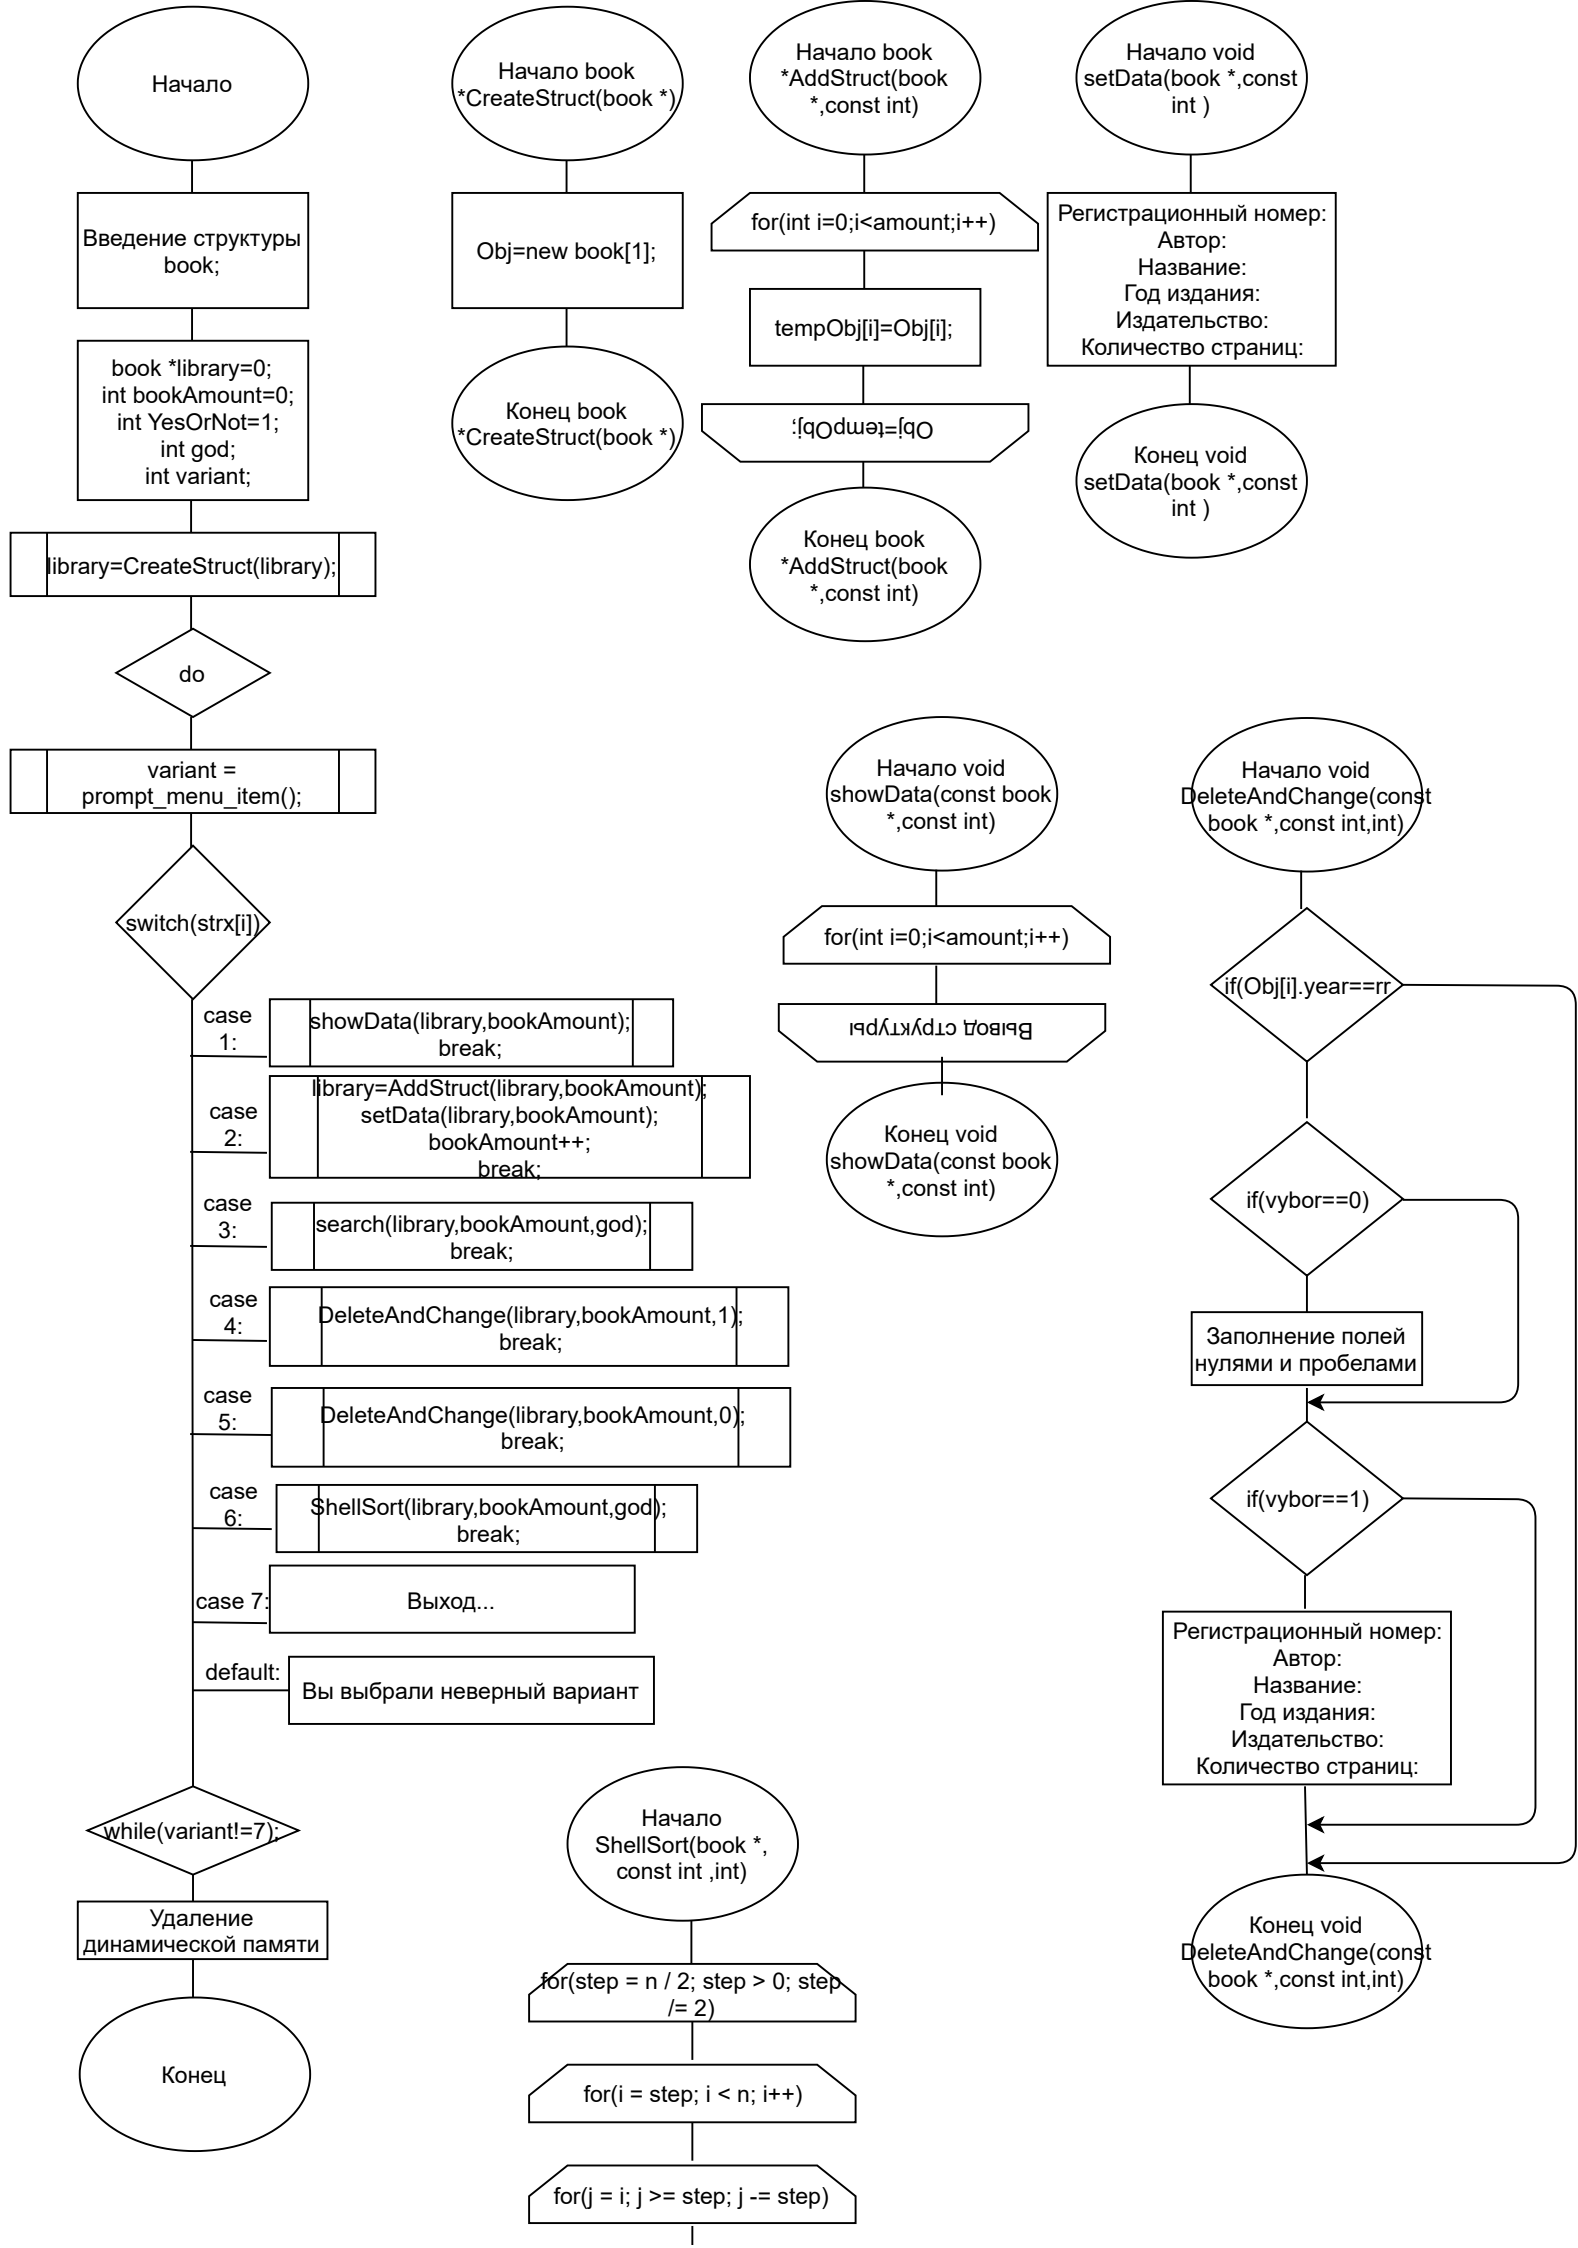 Начало
Введение структуры
book;
book *library=0;
int bookAmount=0;
int YesOrNot=1;
int god;
int variant;
library=CreateStruct(library);
do
variant =
prompt_menu_item();
switch(strx[i])
case
1:
showData(library,bookAmount);
break;
case
2:
library=AddStruct(library,bookAmount);
setData(library,bookAmount);
bookAmount++;
break;
case
3:
search(library,bookAmount,god);
break;
case
4:
DeleteAndChange(library,bookAmount,1);
break;
case
5:
DeleteAndChange(library,bookAmount,0);
break;
case
6:
ShellSort(library,bookAmount,god);
break;
case 7:
Выход...
default:
Вы выбрали неверный вариант
while(variant!=7);
Удаление
динамической памяти
Конец
Начало book
*CreateStruct(book *)
Obj=new book[1];
Конец book
*CreateStruct(book *)
Начало book
*AddStruct(book
*,const int)
for(int i=0;i<amount;i++)
tempObj[i]=Obj[i];
Obj=tempObj;
Конец book
*AddStruct(book
*,const int)
Начало void
setData(book *,const
int )
Регистрационный номер:
Автор:
Название:
Год издания:
Издательство:
Количество страниц:
Конец void
setData(book *,const
int )
Начало void
showData(const book
*,const int)
for(int i=0;i<amount;i++)
Вывод структуры
Конец void
showData(const book
*,const int)
Начало void
DeleteAndChange(const
book *,const int,int)
if(Obj[i].year==rr
if(vybor==0)
Заполнение полей
нулями и пробелами
if(vybor==1)
Регистрационный номер:
Автор:
Название:
Год издания:
Издательство:
Количество страниц:
Конец void
DeleteAndChange(const
book *,const int,int)
Начало
ShellSort(book *,
const int ,int)
for(step = n / 2; step > 0; step
/= 2)
for(i = step; i < n; i++)
for(j = i; j >= step; j -= step)